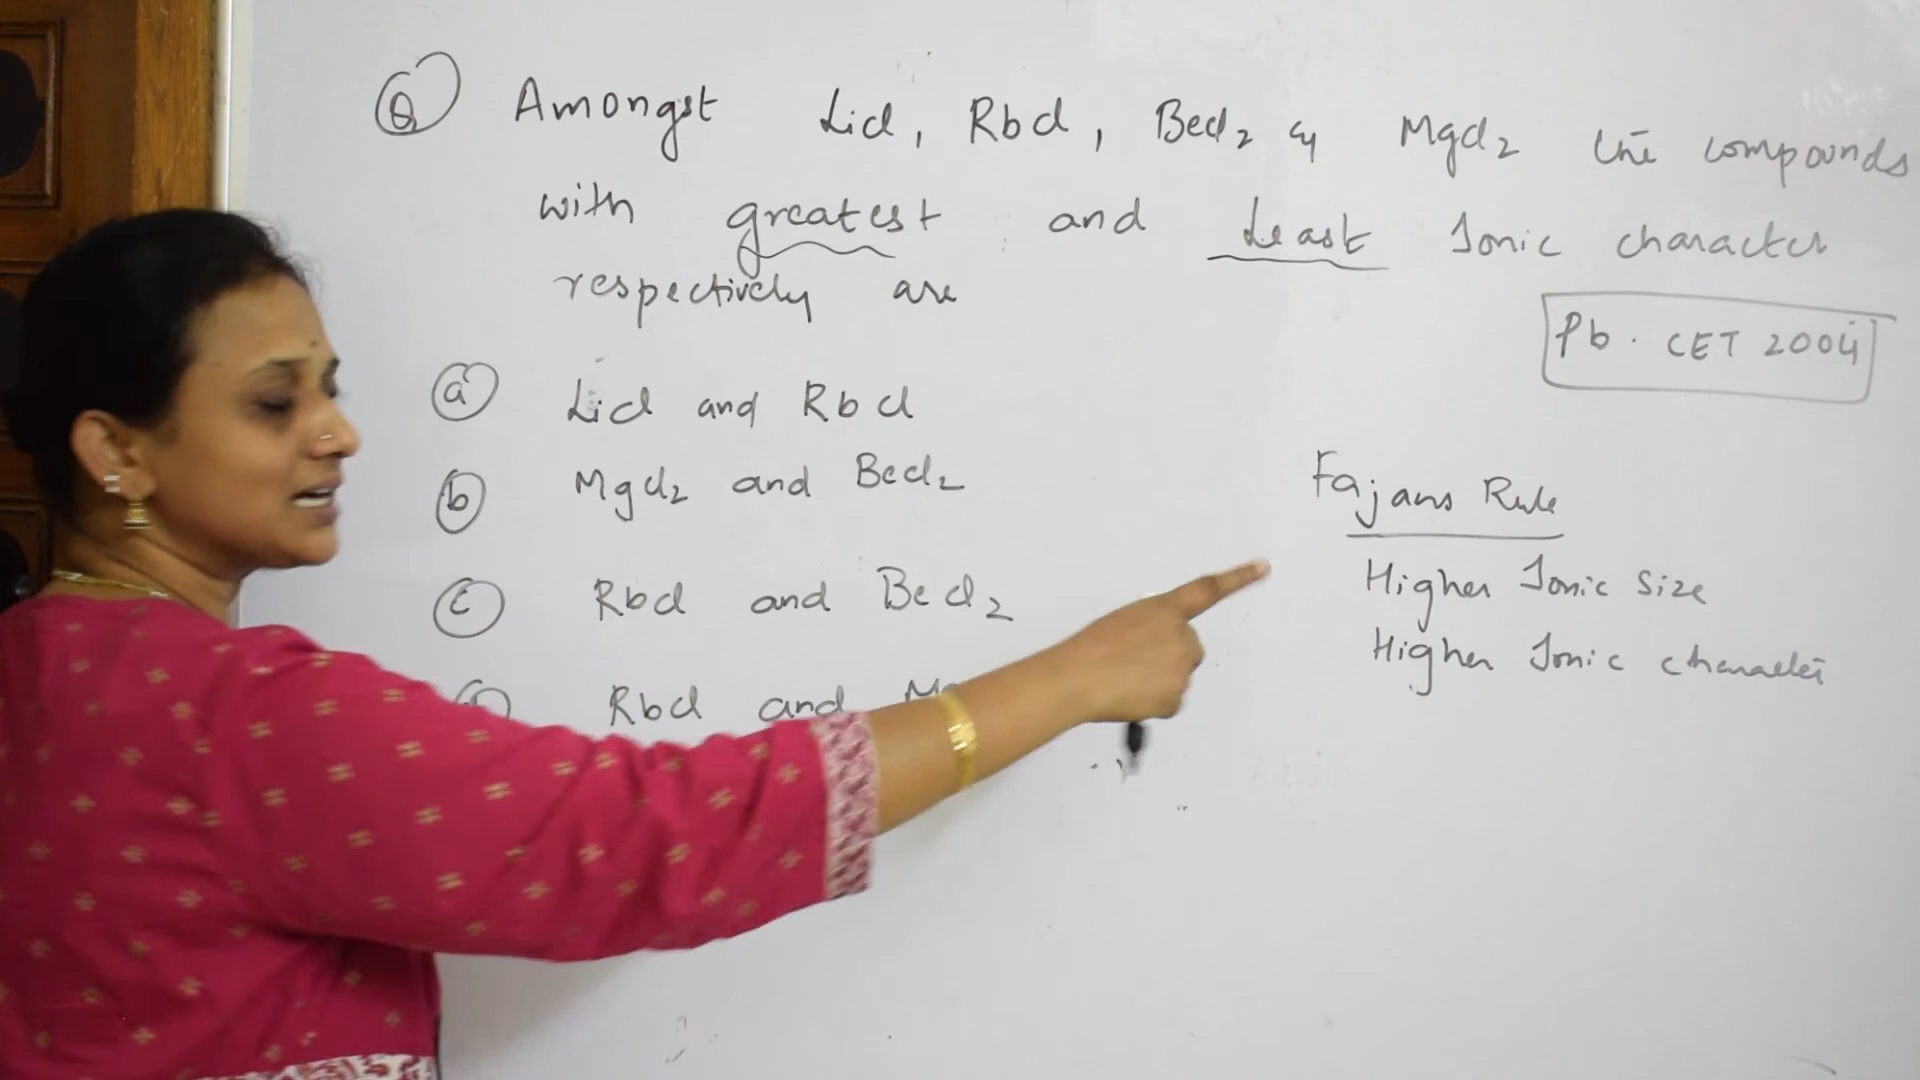 Q Amongst LiCl, RbCl, BeCl2 & MgCl2 the compounds
with greatest and Least Ionic character
respectively are
Pb. CET 2004
a LiCl and RbCl
b MgCl2 and BeCl2
c RbCl and BeCl2
RbCl and
Fajans Rule
Higher Ionic Size
Higher Ionic character